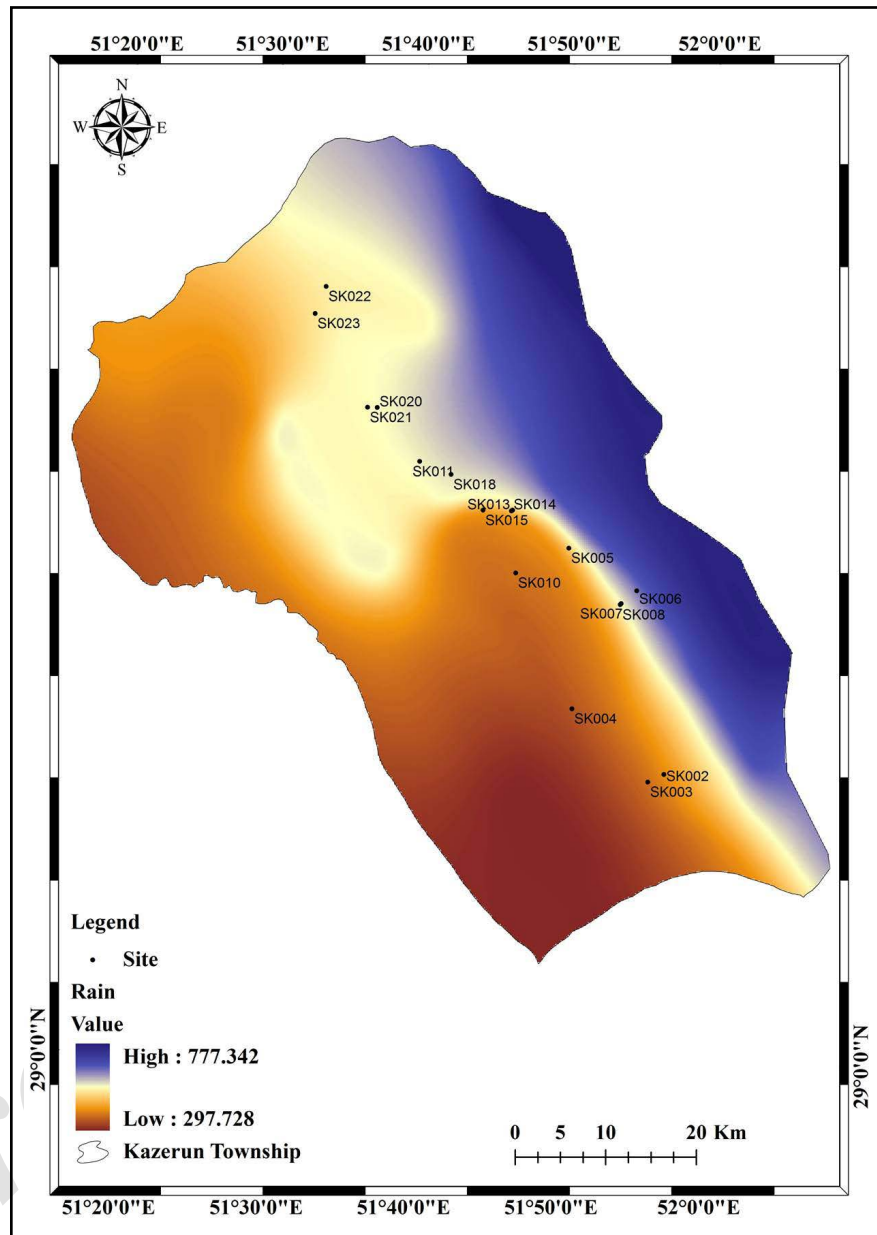 51°20'0"E 51°30'0"E 51°40'0"E 51°50'0"E 52°0'0"E
N
W E
S
SK022
SK023
SK020
SK021
SK011
SK018
SK013 SK014
SK015
SK005
SK010
SK006
SK007 SK008
SK004
SK002
SK003
Legend
Site
Rain
Value
High : 777.342
Low : 297.728
Kazerun Township
0 5 10 20 Km
29°0'0"N 29°0'0"N
51°20'0"E 51°30'0"E 51°40'0"E 51°50'0"E 52°0'0"E